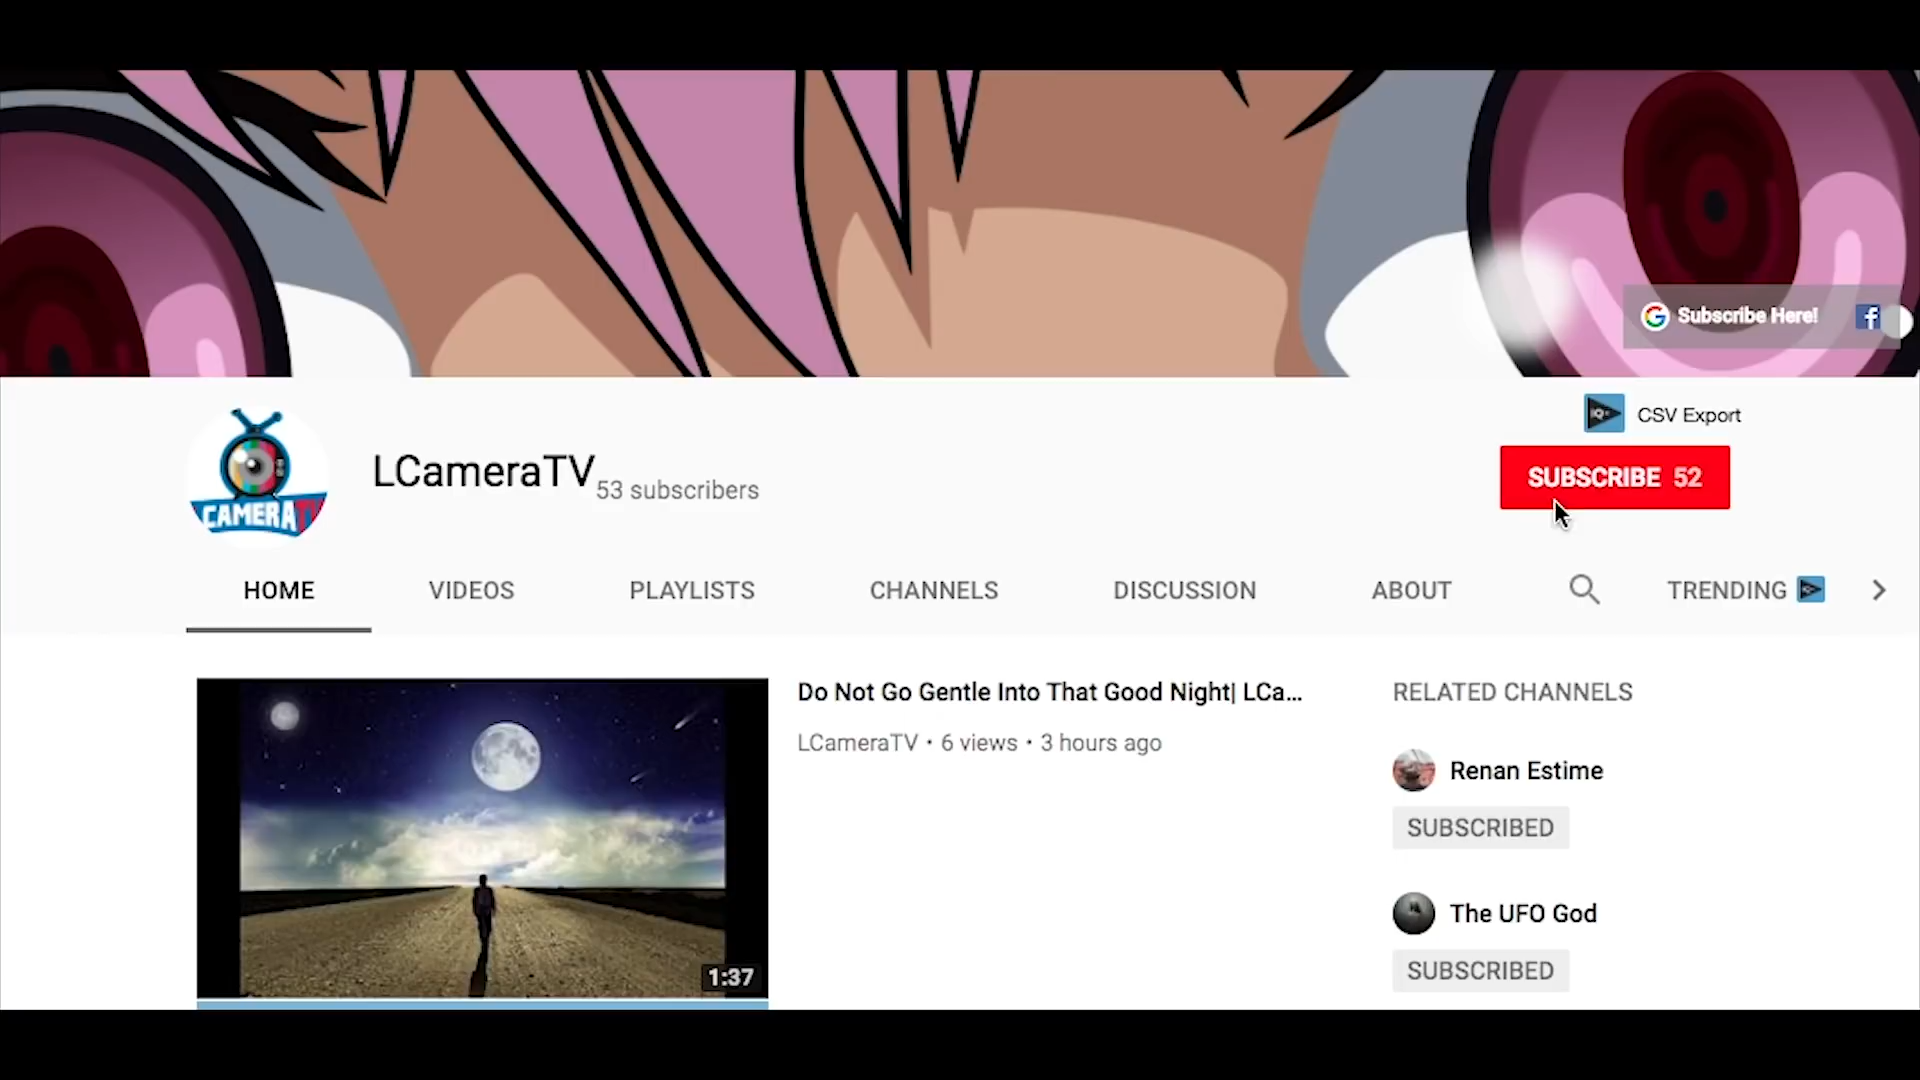 Subscribe Here!
CSV Export
CAMERATV
LCameraTV
53 subscribers
SUBSCRIBE 52
HOME
VIDEOS
PLAYLISTS
CHANNELS
DISCUSSION
ABOUT
TRENDING
Do Not Go Gentle Into That Good Night| LCa...
LCameraTV • 6 views • 3 hours ago
1:37
RELATED CHANNELS
Renan Estime
SUBSCRIBED
The UFO God
SUBSCRIBED